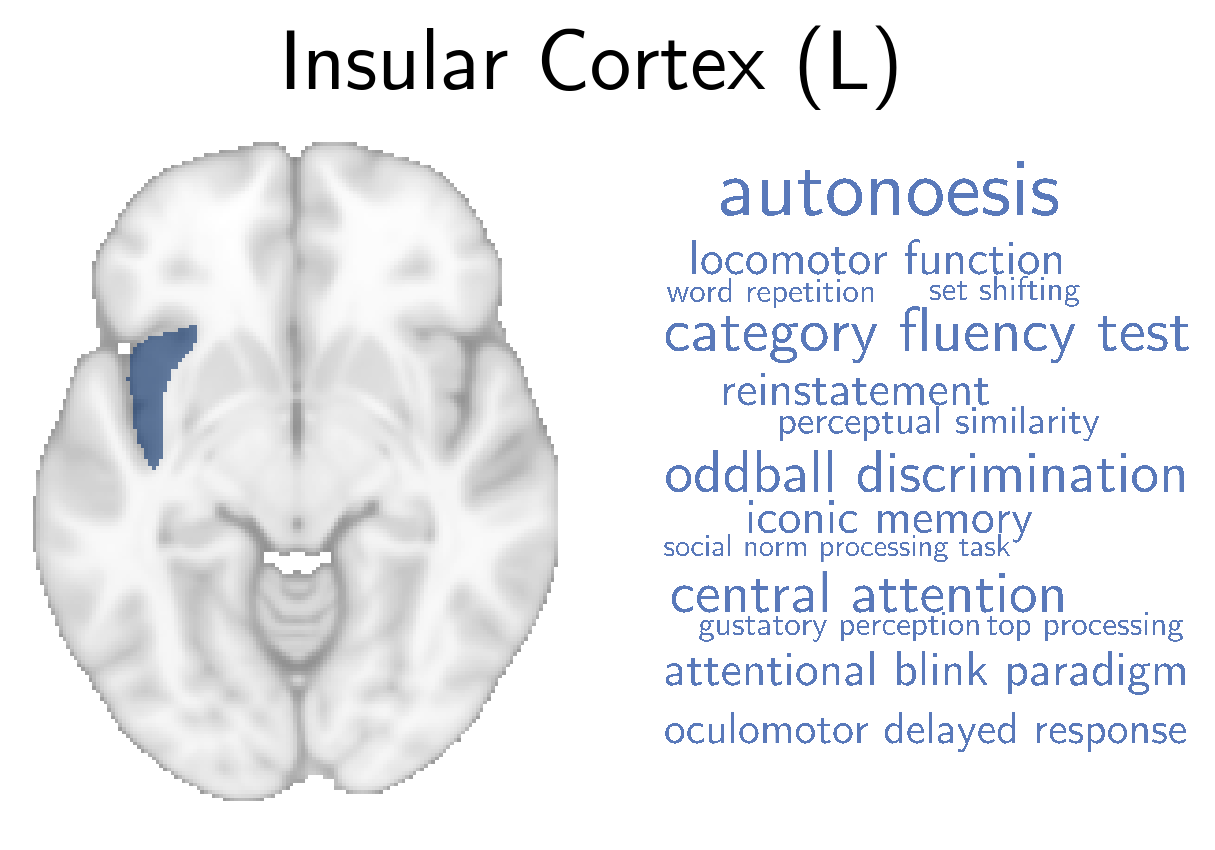 Insular Cortex (L)
autonoesis
locomotor function
word repetition set shifting
category fluency test
reinstatement
perceptual similarity
oddball discrimination
iconic memory
social norm processing task
central attention
gustatory perception top processing
attentional blink paradigm
oculomotor delayed response